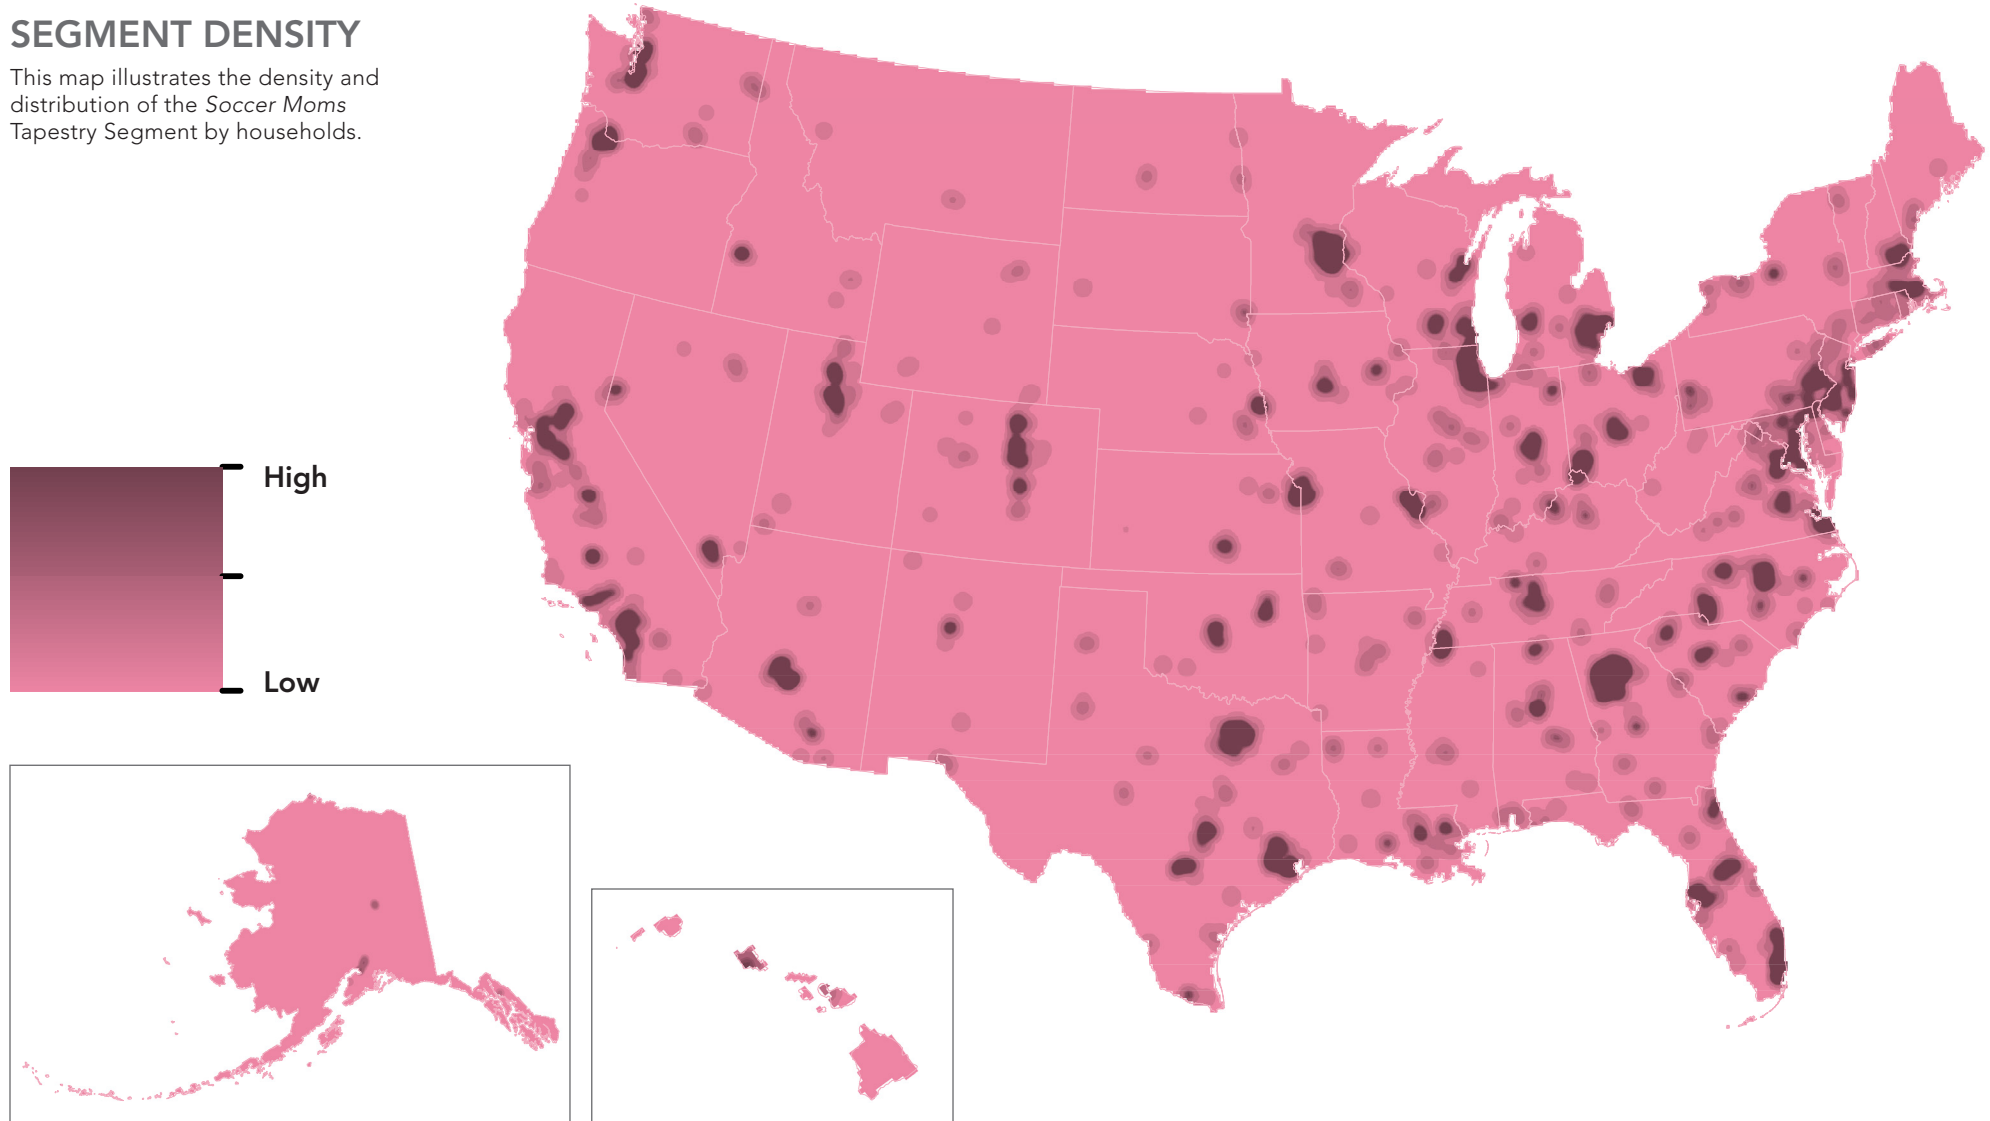 SEGMENT DENSITY
This map illustrates the density and
distribution of the Soccer Moms
Tapestry Segment by households.
High
Low